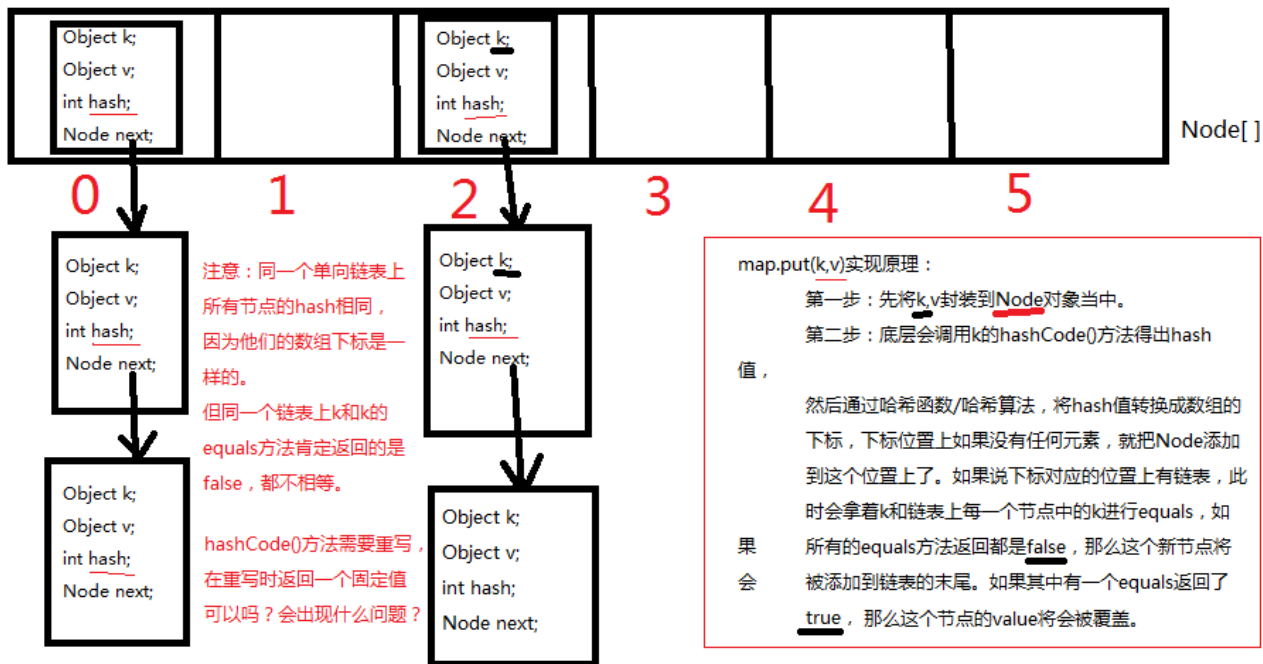 Object k;
Object v;
int hash;
Node next;
Object k;
Object v;
int hash;
Node next;
Node[ ]
0
1
2
3
4
5
Object k;
Object v;
int hash;
Node next;
Object k;
Object v;
int hash;
Node next;
注意：同一个单向链表上
所有节点的hash相同，
因为他们的数组下标是一
样的。
但同一个链表上k和k的
equals方法肯定返回的是
false，都不相等。
hashCode()方法需要重写，
在重写时返回一个固定值
可以吗？会出现什么问题？
Object k;
Object v;
int hash;
Node next;
Object k;
Object v;
int hash;
Node next;
map.put(k,v)实现原理：
第一步：先将k,v封装到Node对象当中。
第二步：底层会调用k的hashCode()方法得出hash
值，
然后通过哈希函数/哈希算法，将hash值转换成数组的
下标，下标位置上如果没有任何元素，就把Node添加
到这个位置上了。如果说下标对应的位置上有链表，此
时会拿着k和链表上每一个节点中的k进行equals，如
果 所有的equals方法返回都是false，那么这个新节点将
会 被添加到链表的末尾。如果其中有一个equals返回了
true，那么这个节点的value将会被覆盖。